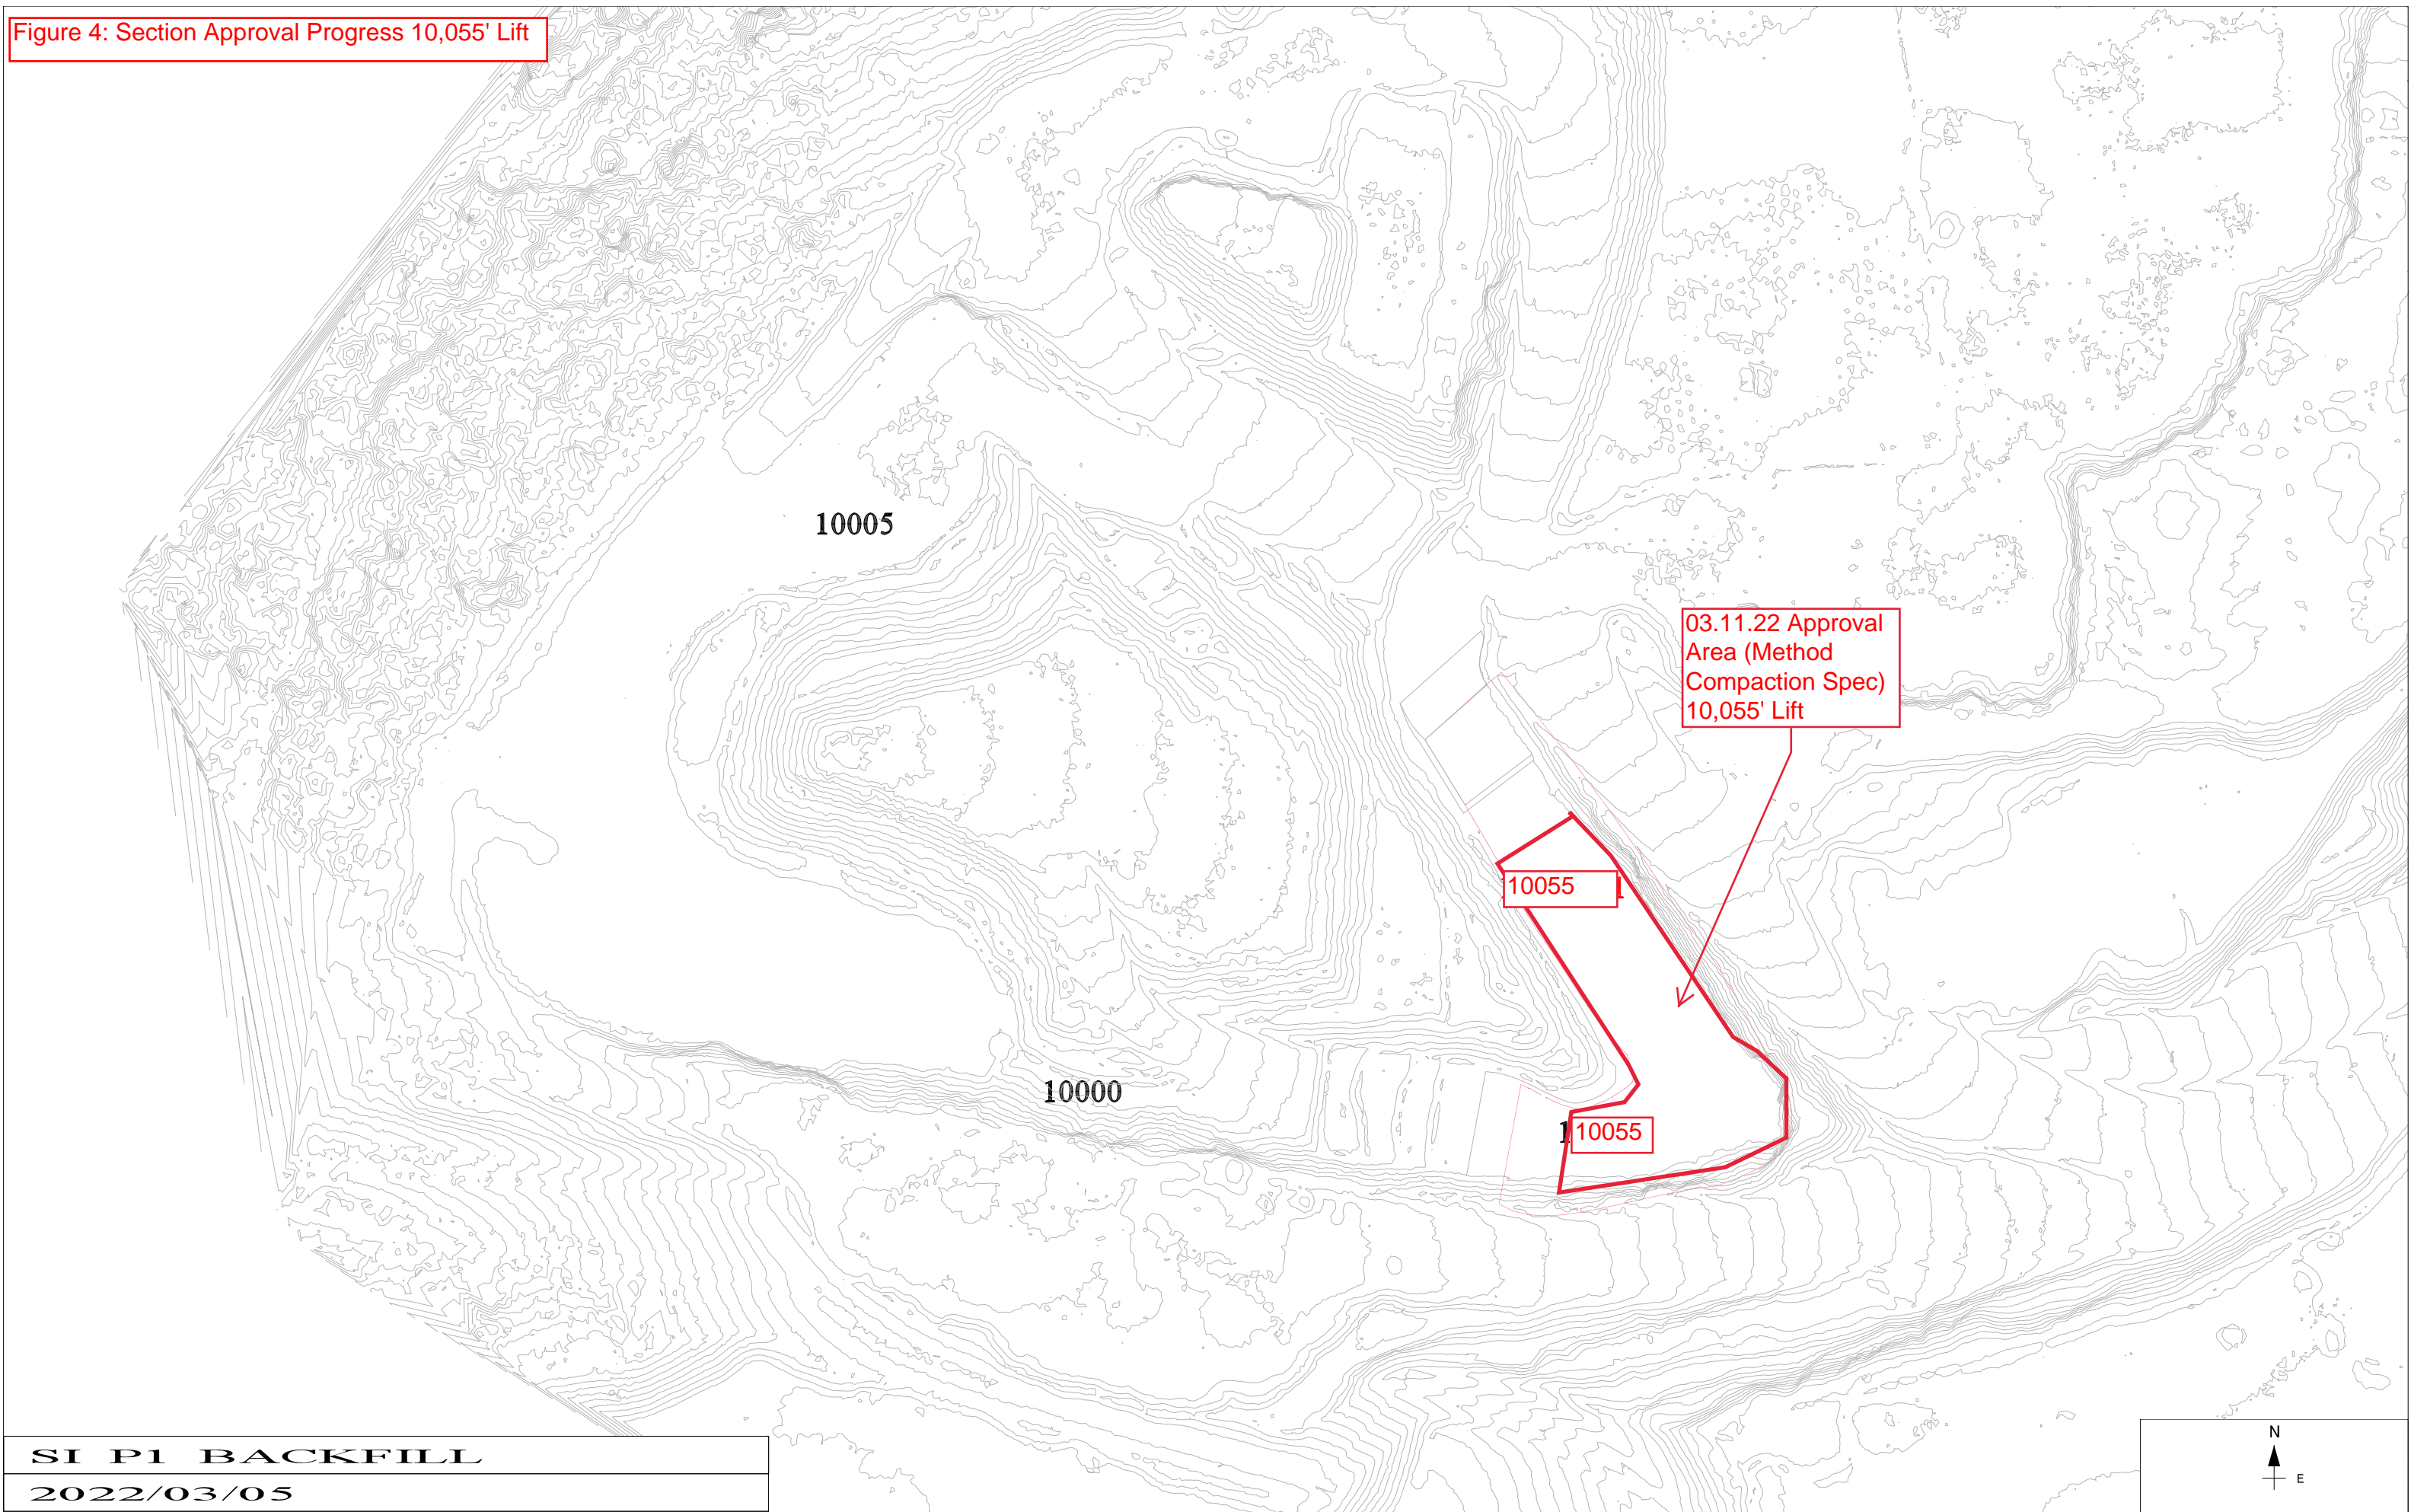 Figure 4: Section Approval Progress 10,055' Lift
10005
03.11.22 Approval
Area (Method
Compaction Spec)
10,055' Lift
10055
10000
10055
SI P1 BACKFILL
2022/03/05
N
E